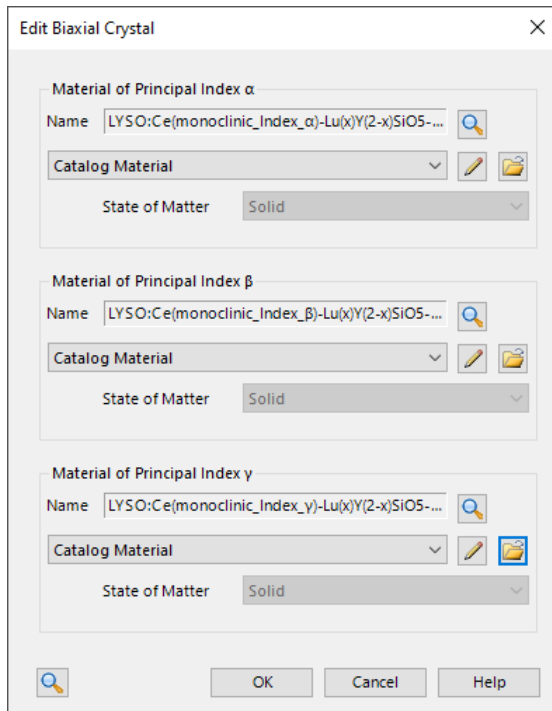 Edit Biaxial Crystal
Material of Principal Index α
Name LYSO:Ce(monoclinic_Index_α)-Lu(x)Y(2-x)SiO5-...
Catalog Material
State of Matter Solid
Material of Principal Index β
Name LYSO:Ce(monoclinic_Index_β)-Lu(x)Y(2-x)SiO5-...
Catalog Material
State of Matter Solid
Material of Principal Index γ
Name LYSO:Ce(monoclinic_Index_γ)-Lu(x)Y(2-x)SiO5-...
Catalog Material
State of Matter Solid
OK Cancel Help